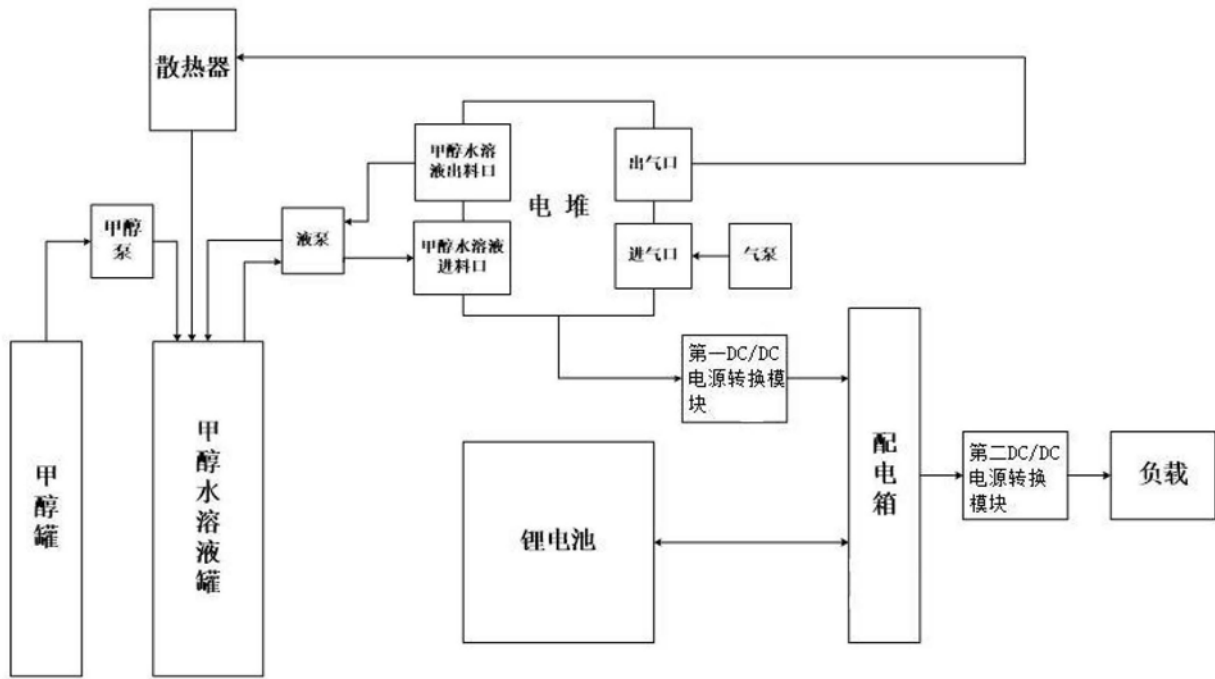 散热器
甲醇水溶
液出料口
出气口
电 堆
甲醇
泵
液泵
甲醇水溶液
进料口
进气口
气泵
第一DC/DC
电源转换模
块
甲醇罐
甲醇水溶液罐
锂电池
配电箱
第二DC/DC
电源转换
模块
负载